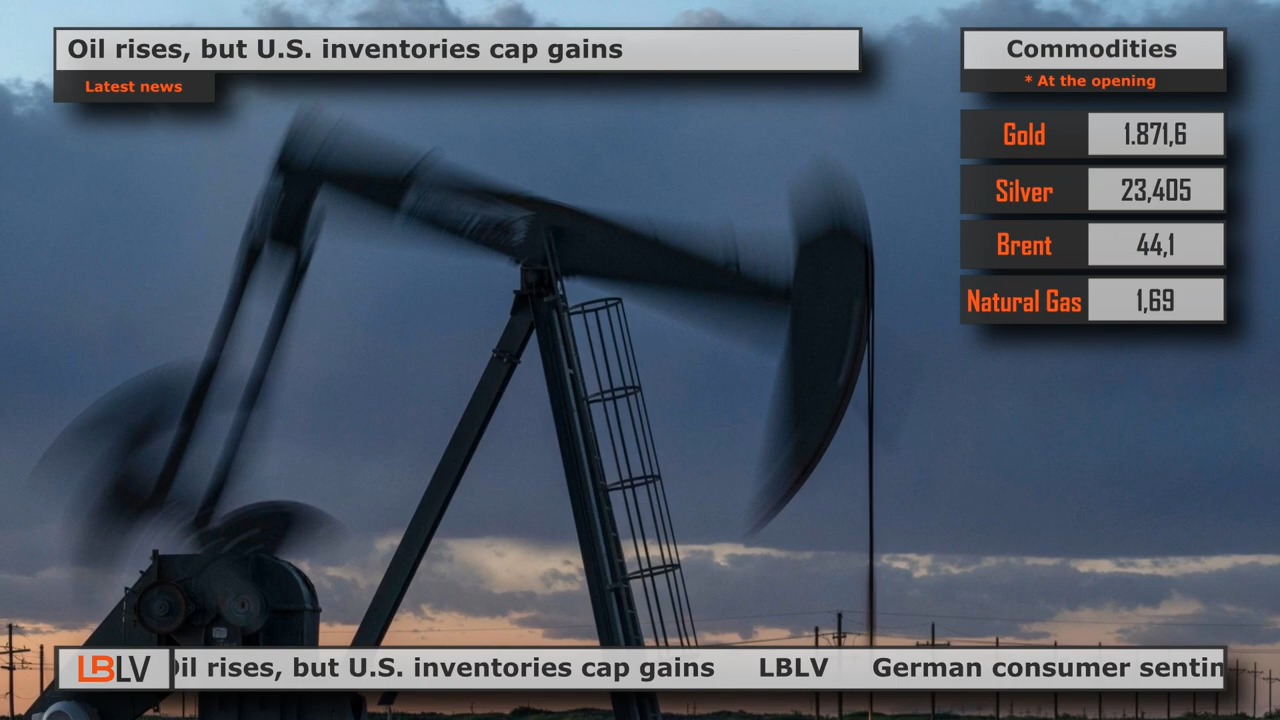 Oil rises, but U.S. inventories cap gains
Latest news
Commodities
* At the opening
Gold 1.871,6
Silver 23,405
Brent 44,1
Natural Gas 1,69
LBLV il rises, but U.S. inventories cap gains LBLV German consumer sentin